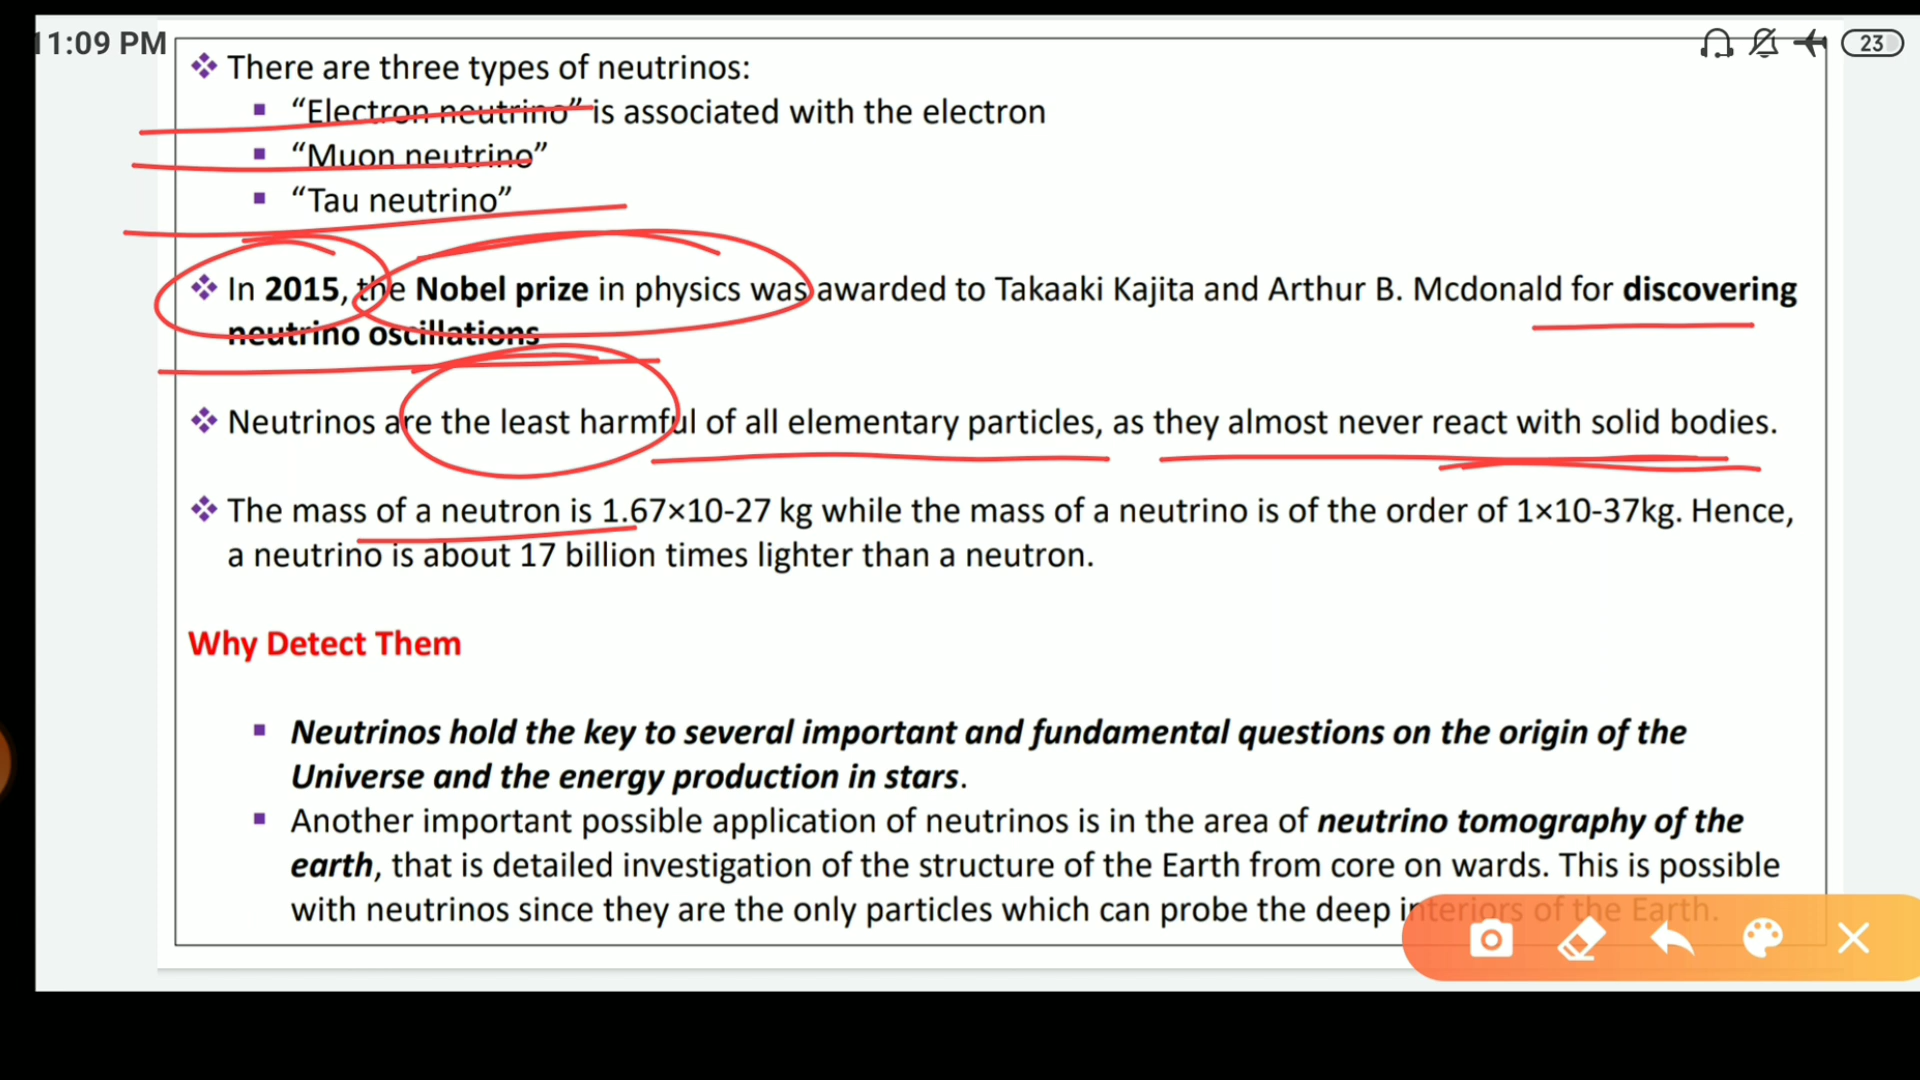 11:09 PM
23
There are three types of neutrinos:
“Electron neutrino” is associated with the electron
“Muon neutrino”
“Tau neutrino”
In 2015, the Nobel prize in physics was awarded to Takaaki Kajita and Arthur B. Mcdonald for discovering
neutrino oscillations
Neutrinos are the least harmful of all elementary particles, as they almost never react with solid bodies.
The mass of a neutron is 1.67×10-27 kg while the mass of a neutrino is of the order of 1×10-37kg. Hence,
a neutrino is about 17 billion times lighter than a neutron.
Why Detect Them
Neutrinos hold the key to several important and fundamental questions on the origin of the
Universe and the energy production in stars.
Another important possible application of neutrinos is in the area of neutrino tomography of the
earth, that is detailed investigation of the structure of the Earth from core on wards. This is possible
with neutrinos since they are the only particles which can probe the deep interiors of the Earth.